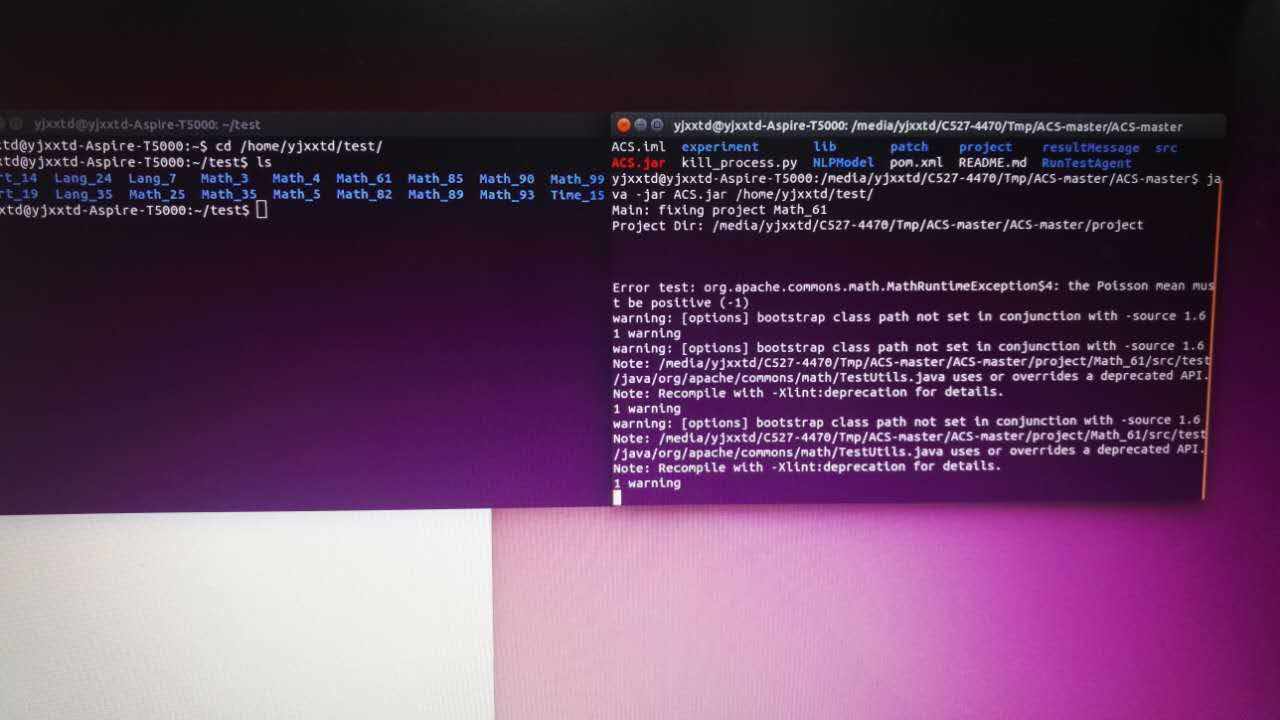 yjxxtd@yjxxtd-Aspire-T5000: ~/test
xtd@yjxxtd-Aspire-T5000:~$ cd /home/yjxxtd/test/
xxtd@yjxxtd-Aspire-T5000:~/test$ ls
rt_14 Lang_24 Lang_7 Math_3 Math_4 Math_61 Math_85 Math_90 Math_99
rt_19 Lang_35 Math_25 Math_35 Math_5 Math_82 Math_89 Math_93 Time_15
xxtd@yjxxtd-Aspire-T5000:~/test$
yjxxtd@yjxxtd-Aspire-T5000: /media/yjxxtd/C527-4470/Tmp/ACS-master/ACS-master
ACS.iml experiment lib patch project resultMessage src
ACS.jar kill_process.py NLPModel pom.xml README.md RunTestAgent
yjxxtd@yjxxtd-Aspire-T5000:/media/yjxxtd/C527-4470/Tmp/ACS-master/ACS-master$ ja
va -jar ACS.jar /home/yjxxtd/test/
Main: fixing project Math_61
Project Dir: /media/yjxxtd/C527-4470/Tmp/ACS-master/ACS-master/project
Error test: org.apache.commons.math.MathRuntimeException$4: the Poisson mean mus
t be positive (-1)
warning: [options] bootstrap class path not set in conjunction with -source 1.6
1 warning
warning: [options] bootstrap class path not set in conjunction with -source 1.6
Note: /media/yjxxtd/C527-4470/Tmp/ACS-master/ACS-master/project/Math_61/src/test
/java/org/apache/commons/math/TestUtils.java uses or overrides a deprecated API.
Note: Recompile with -Xlint:deprecation for details.
1 warning
warning: [options] bootstrap class path not set in conjunction with -source 1.6
Note: /media/yjxxtd/C527-4470/Tmp/ACS-master/ACS-master/project/Math_61/src/test
/java/org/apache/commons/math/TestUtils.java uses or overrides a deprecated API.
Note: Recompile with -Xlint:deprecation for details.
1 warning